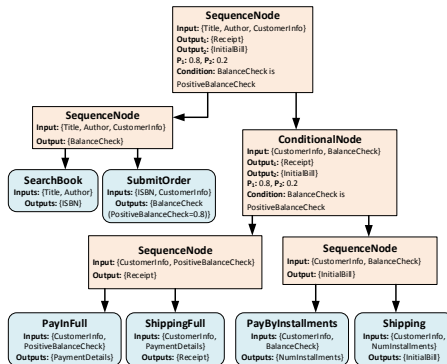 SequenceNode
Input: {Title, Author, CustomerInfo}
Output₁: {Receipt}
Output₂: {InitialBill}
P₁: 0.8, P₂: 0.2
Condition: BalanceCheck is
PositiveBalanceCheck
SequenceNode
Input: {Title, Author, CustomerInfo}
Output: {BalanceCheck}
ConditionalNode
Input: {CustomerInfo, BalanceCheck}
Output₁: {Receipt}
Output₂: {InitialBill}
P₁: 0.8, P₂: 0.2
Condition: BalanceCheck is
PositiveBalanceCheck
SearchBook
Inputs: {Title, Author}
Outputs: {ISBN}
SubmitOrder
Inputs: {ISBN, CustomerInfo}
Outputs: {BalanceCheck
(PositiveBalanceCheck=0.8)}
SequenceNode
Input: {CustomerInfo, PositiveBalanceCheck}
Output: {Receipt}
SequenceNode
Input: {CustomerInfo, BalanceCheck}
Output: {InitialBill}
PayInFull
Inputs: {CustomerInfo,
PositiveBalanceCheck}
Outputs: {PaymentDetails}
ShippingFull
Inputs: {CustomerInfo,
PaymentDetails}
Outputs: {Receipt}
PayByInstallments
Inputs: {CustomerInfo,
BalanceCheck}
Outputs: {NumInstallments}
Shipping
Inputs: {CustomerInfo,
NumInstallments}
Outputs: {InitialBill}